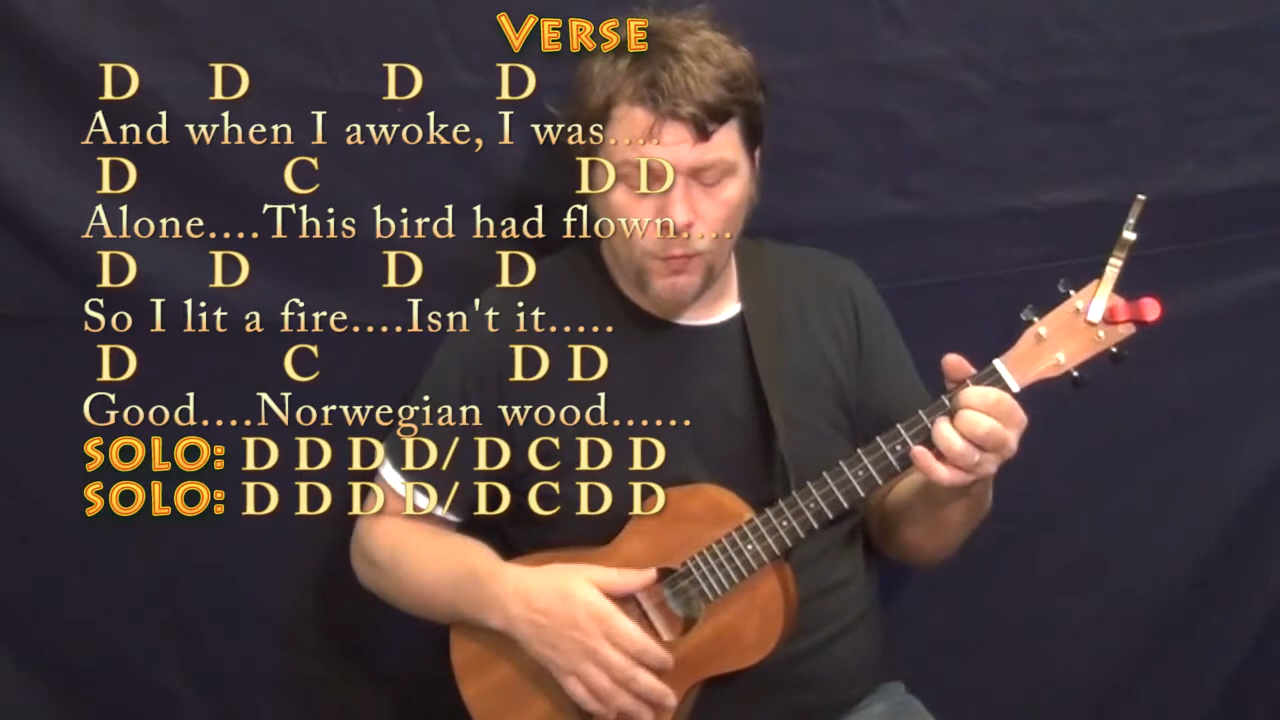 VERSE
D D D D
And when I awoke, I was....
D C D D
Alone....This bird had flown....
D D D D
So I lit a fire....Isn't it.....
D C D D
Good....Norwegian wood......
SOLO: D D D D/ D C D D
SOLO: D D D D/ D C D D